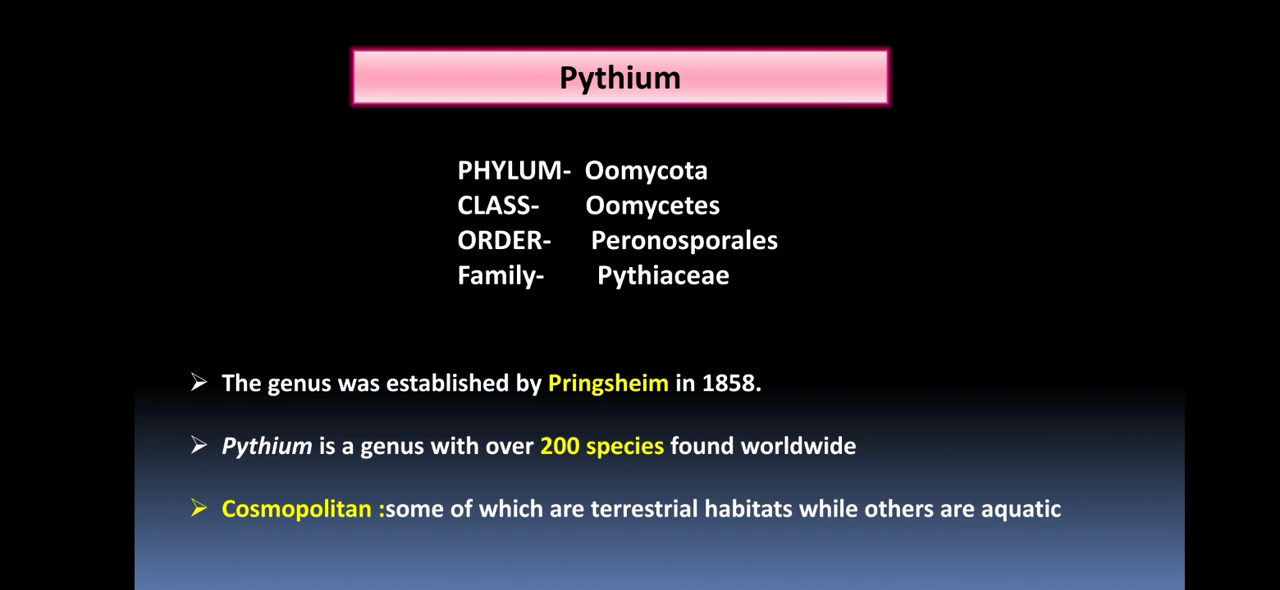 Pythium
PHYLUM- Oomycota
CLASS- Oomycetes
ORDER- Peronosporales
Family- Pythiaceae
➢ The genus was established by Pringsheim in 1858.
➢ Pythium is a genus with over 200 species found worldwide
➢ Cosmopolitan :some of which are terrestrial habitats while others are aquatic